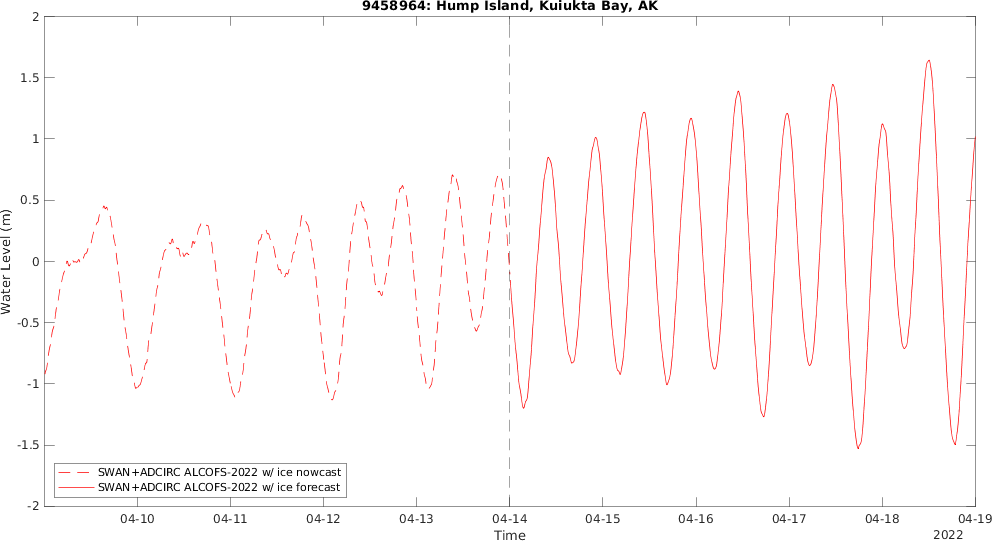 9458964: Hump Island, Kuiukta Bay, AK
2
1.5
1
0.5
0
-0.5
-1
-1.5
-2
Water Level (m)
SWAN+ADCIRC ALCOFS-2022 w/ ice nowcast
SWAN+ADCIRC ALCOFS-2022 w/ ice forecast
04-10 04-11 04-12 04-13 04-14 04-15 04-16 04-17 04-18 04-19
Time
2022